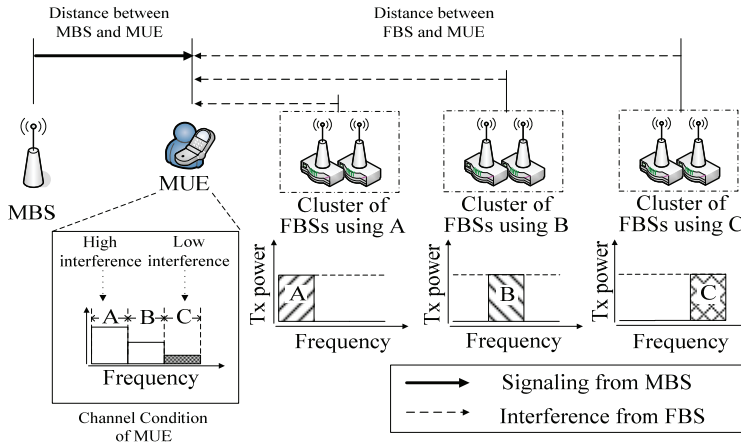 Distance between
MBS and MUE
Distance between
FBS and MUE
MBS
MUE
Cluster of
FBSs using A
Cluster of
FBSs using B
Cluster of
FBSs using C
High
interference
Low
interference
A
B
C
Frequency
Channel Condition
of MUE
Tx power
A
Frequency
Tx power
B
Frequency
Tx power
C
Frequency
Signaling from MBS
Interference from FBS